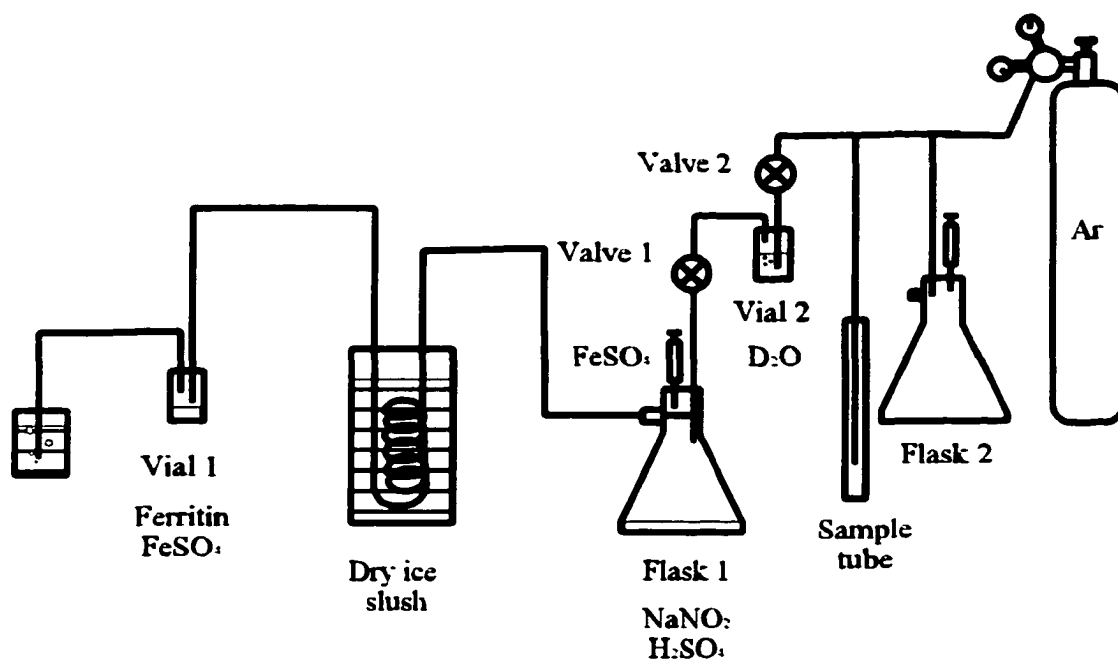 Valve 2
Valve 1
Ar
Vial 2
D₂O
FeSO₄
Flask 2
Vial 1
Ferritin
FeSO₄
Sample
tube
Dry ice
slush
Flask 1
NaNO₂
H₂SO₄